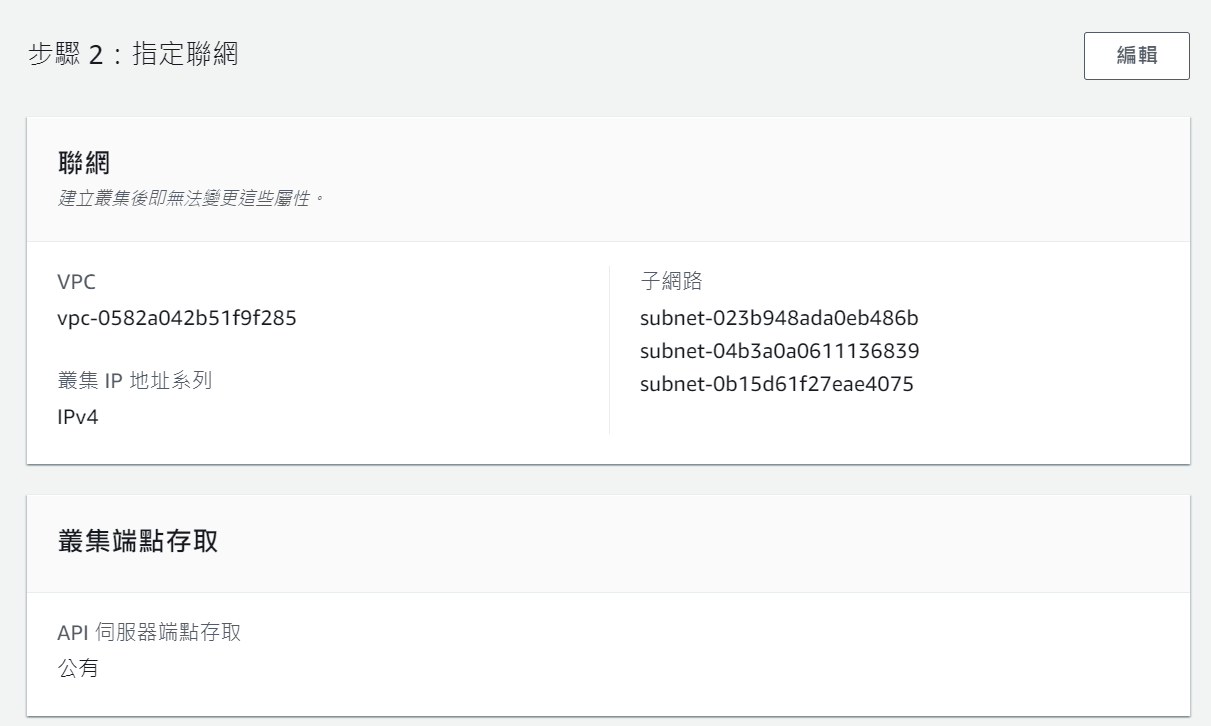 步驟 2：指定聯網
編輯
聯網
建立叢集後即無法變更這些屬性。
VPC
vpc-0582a042b51f9f285
叢集 IP 地址系列
IPv4
子網路
subnet-023b948ada0eb486b
subnet-04b3a0a0611136839
subnet-0b15d61f27eae4075
叢集端點存取
API 伺服器端點存取
公有